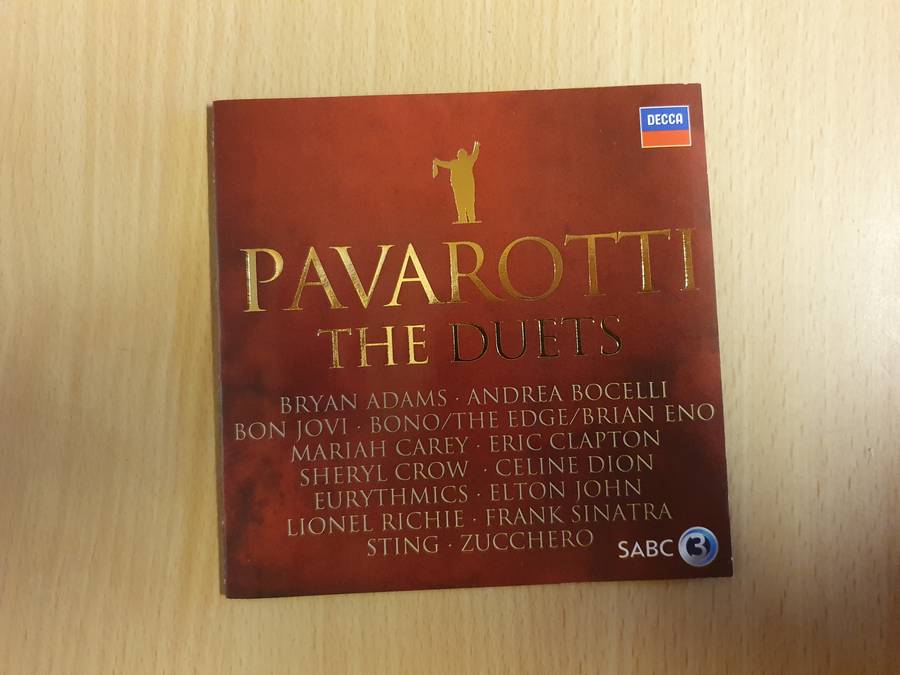 DECCA
PAVAROTTI
THE DUETS
BRYAN ADAMS · ANDREA BOCELLI
BON JOVI · BONO/THE EDGE/BRIAN ENO
MARIAH CAREY · ERIC CLAPTON
SHERYL CROW · CELINE DION
EURYTHMICS · ELTON JOHN
LIONEL RICHIE · FRANK SINATRA
STING · ZUCCHERO
SABC 3